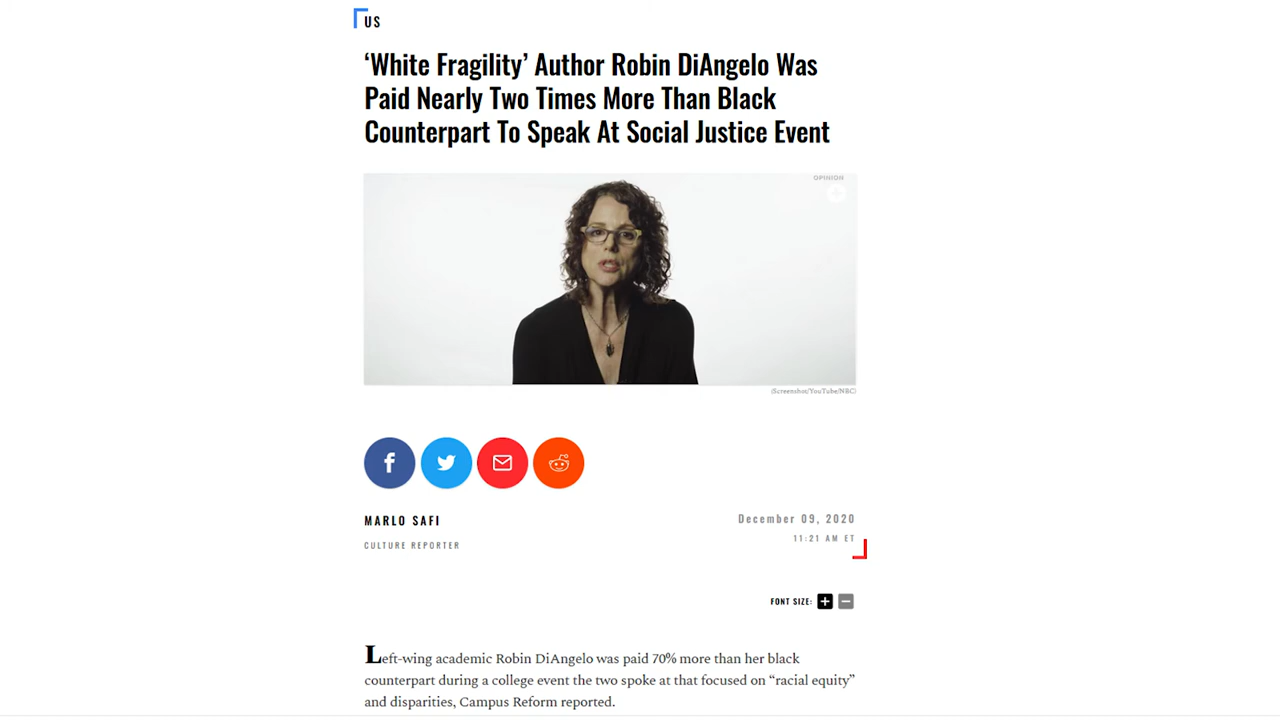 US
‘White Fragility’ Author Robin DiAngelo Was
Paid Nearly Two Times More Than Black
Counterpart To Speak At Social Justice Event
OPINION
(Screenshot/YouTube/NBC)
MARLO SAFI
December 09, 2020
CULTURE REPORTER
11:21 AM ET
FONT SIZE:
Left-wing academic Robin DiAngelo was paid 70% more than her black
counterpart during a college event the two spoke at that focused on “racial equity”
and disparities, Campus Reform reported.